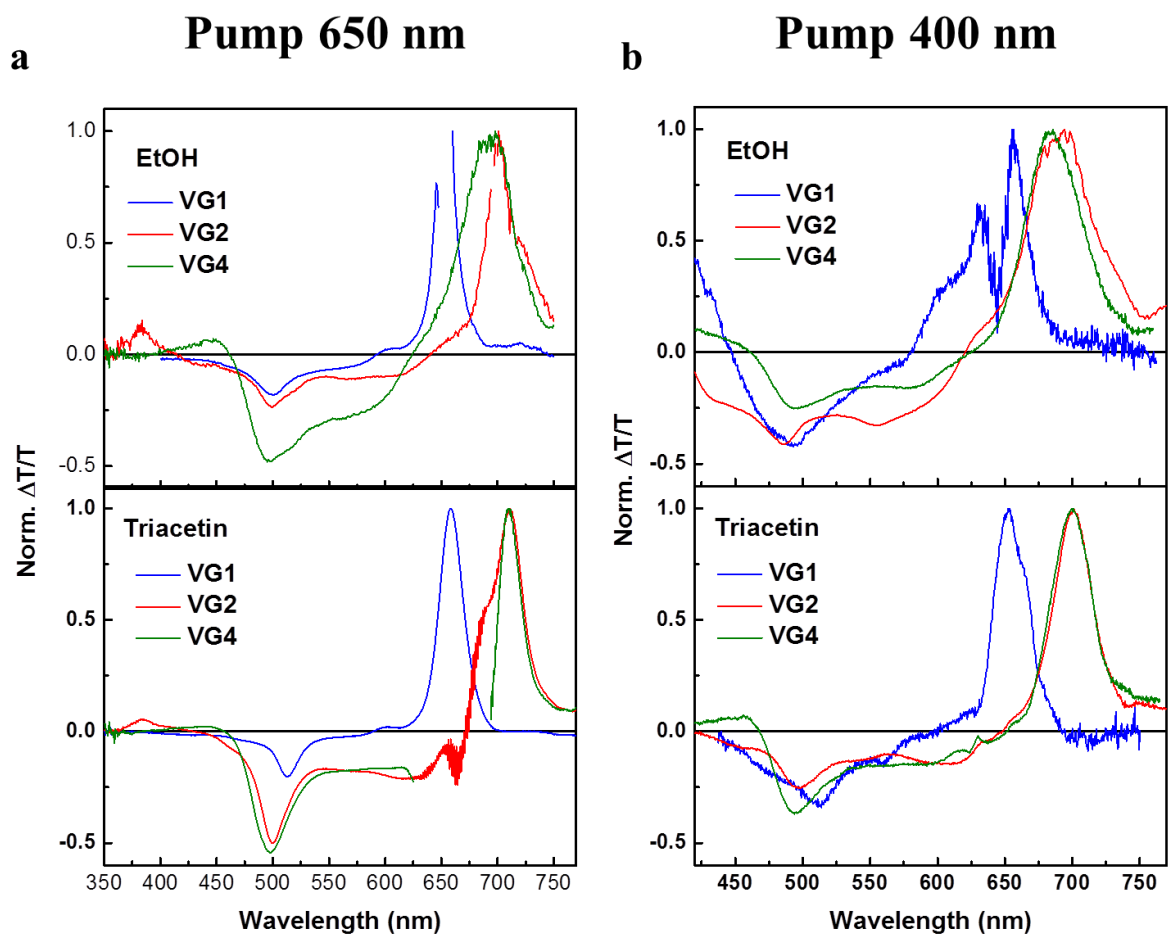 Pump 650 nm
Pump 400 nm
a
b
EtOH
VG1
VG2
VG4
1.0
0.5
0.0
-0.5
Triacetin
VG1
VG2
VG4
1.0
0.5
0.0
-0.5
Norm. ΔT/T
350 400 450 500 550 600 650 700 750
Wavelength (nm)
EtOH
VG1
VG2
VG4
1.0
0.5
0.0
-0.5
Triacetin
VG1
VG2
VG4
1.0
0.5
0.0
-0.5
Norm. ΔT/T
450 500 550 600 650 700 750
Wavelength (nm)